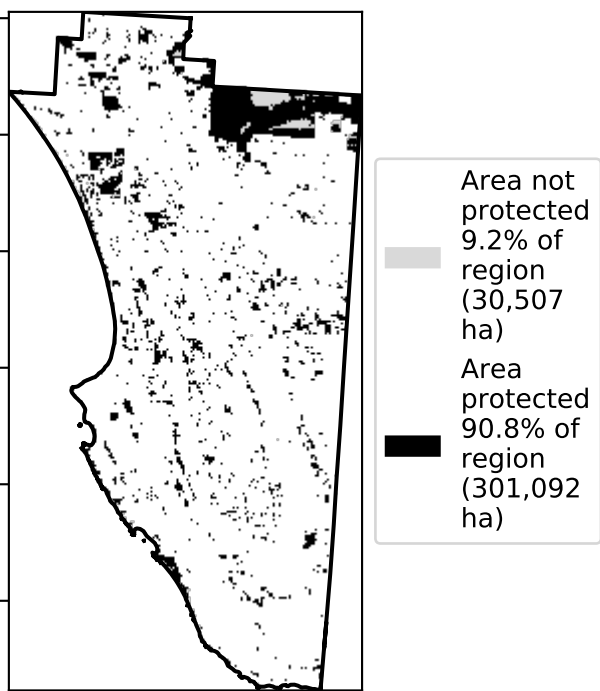 Area not
protected
9.2% of
region
(30,507
ha)
Area
protected
90.8% of
region
(301,092
ha)